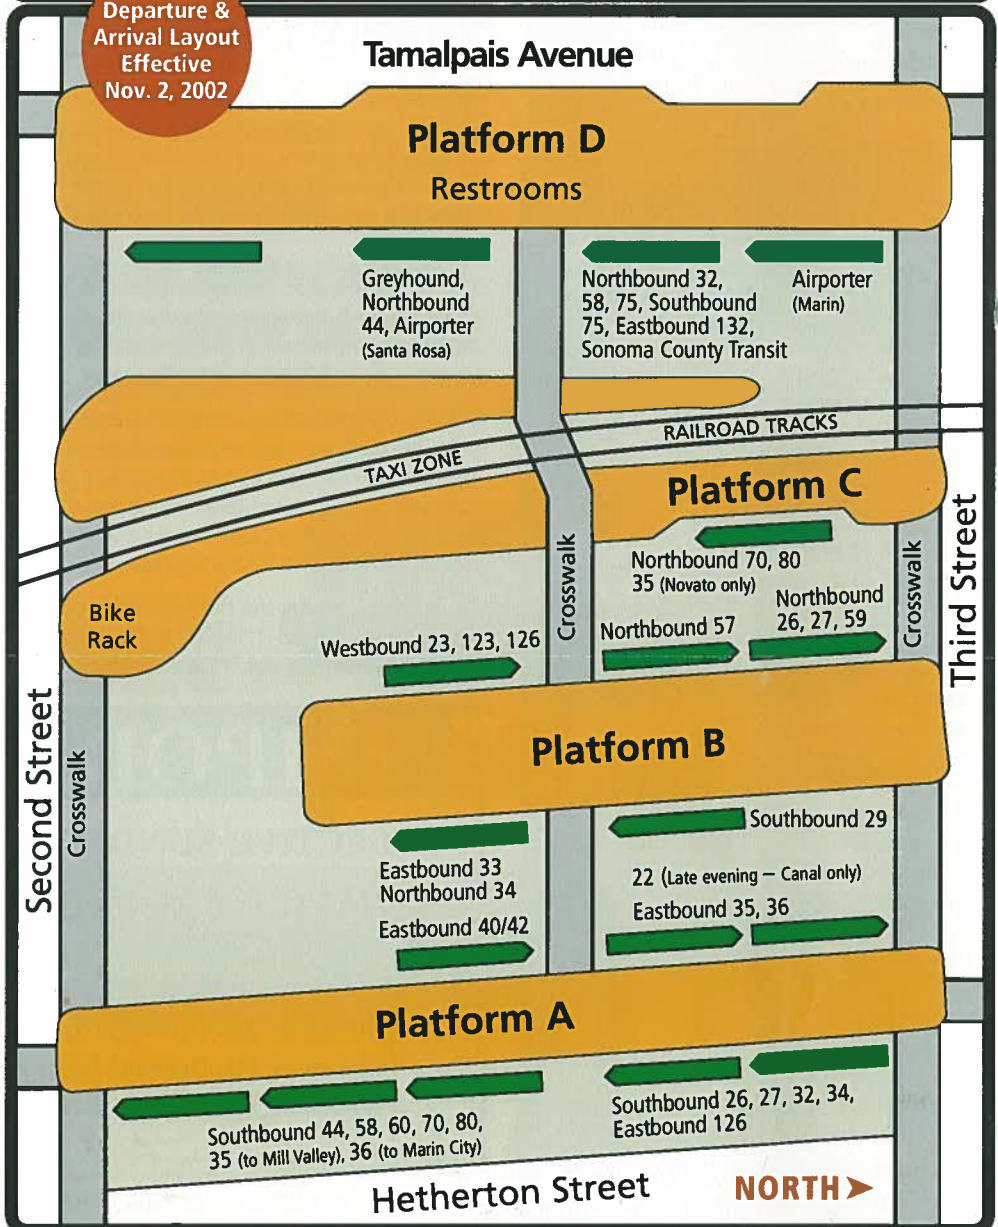 Departure &
Arrival Layout
Effective
Nov. 2, 2002
Tamalpais Avenue
Platform D
Restrooms
Greyhound,
Northbound
44, Airporter
(Santa Rosa)
Northbound 32,
58, 75, Southbound
75, Eastbound 132,
Sonoma County Transit
Airporter
(Marin)
RAILROAD TRACKS
TAXI ZONE
Platform C
Northbound 70, 80
35 (Novato only)
Northbound
26, 27, 59
Northbound 57
Crosswalk
Crosswalk
Third Street
Bike
Rack
Westbound 23, 123, 126
Platform B
Second Street
Crosswalk
Southbound 29
Eastbound 33
Northbound 34
22 (Late evening – Canal only)
Eastbound 35, 36
Eastbound 40/42
Platform A
Southbound 44, 58, 60, 70, 80,
35 (to Mill Valley), 36 (to Marin City)
Southbound 26, 27, 32, 34,
Eastbound 126
Hetherton Street
NORTH